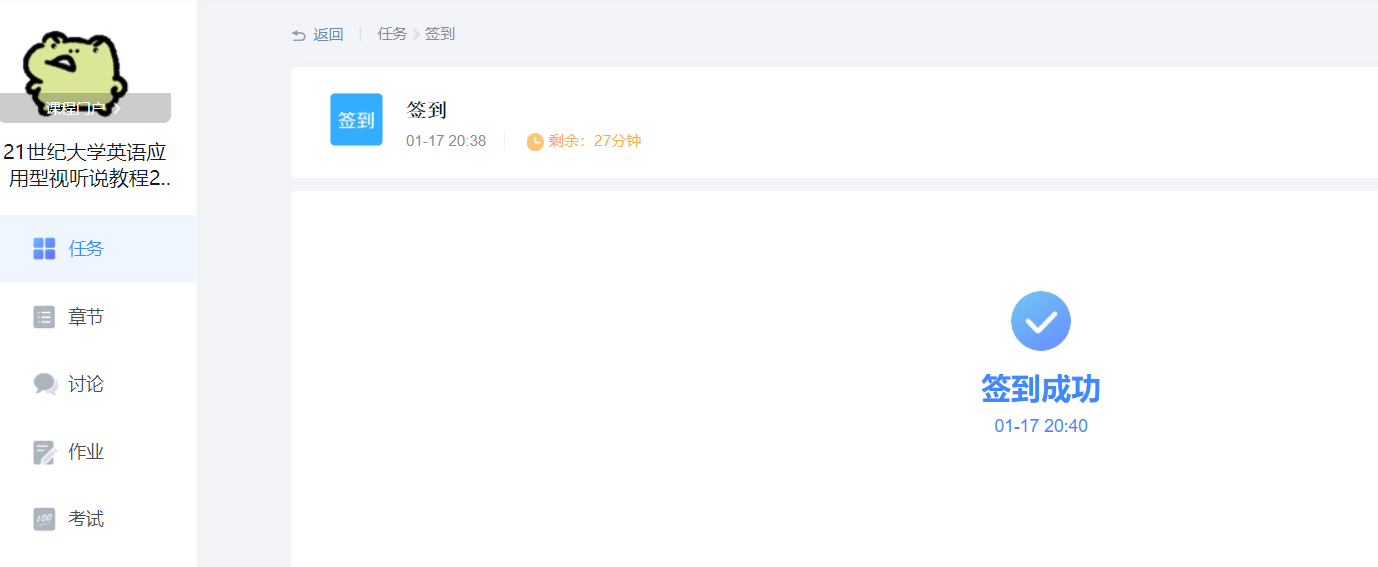 课程门户
21世纪大学英语应
用型视听说教程2..
任务
章节
讨论
作业
考试
返回 任务 签到
签到
签到
01-17 20:38 剩余：27分钟
签到成功
01-17 20:40